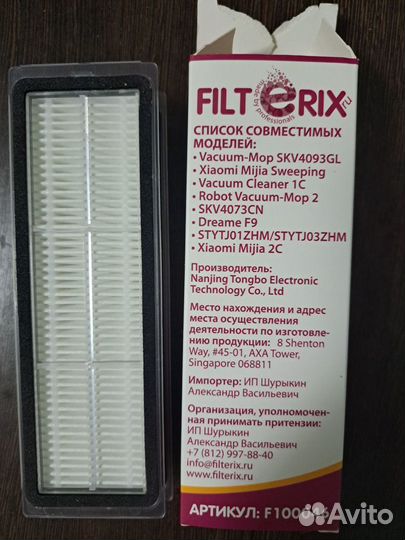 FILTERIX.ru
made by professionals
СПИСОК СОВМЕСТИМЫХ
МОДЕЛЕЙ:
• Vacuum-Mop SKV4093GL
• Xiaomi Mijia Sweeping
• Vacuum Cleaner 1C
• Robot Vacuum-Mop 2
• SKV4073CN
• Dreame F9
• STYTJ01ZHM/STYTJ03ZHM
• Xiaomi Mijia 2C
Производитель:
Nanjing Tongbo Electronic
Technology Co., Ltd
Место нахождения и адрес
места осуществления
деятельности по изготовле-
нию продукции: 8 Shenton
Way, #45-01, AXA Tower,
Singapore 068811
Импортер: ИП Шурыкин
Александр Васильевич
Организация, уполномочен-
ная принимать притензии:
ИП Шурыкин
Александр Васильевич
+7 (812) 997-88-40
info@filterix.ru
www.filterix.ru
АРТИКУЛ:
Avito